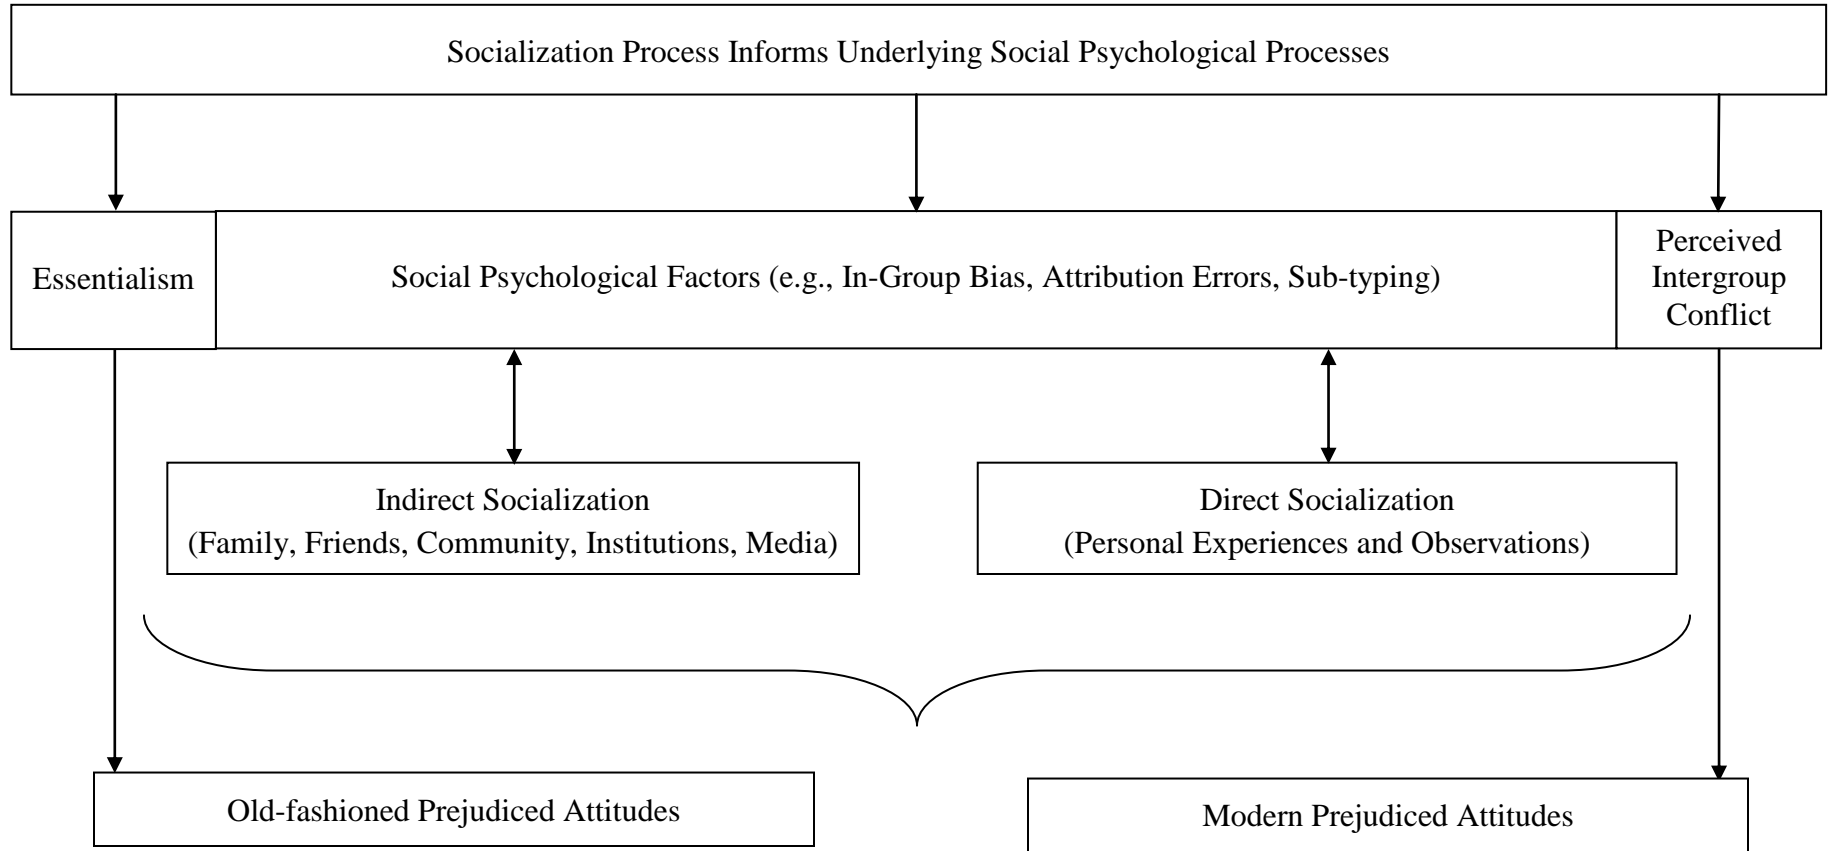 Socialization Process Informs Underlying Social Psychological Processes
Essentialism
Social Psychological Factors (e.g., In-Group Bias, Attribution Errors, Sub-typing)
Perceived
Intergroup
Conflict
Indirect Socialization
(Family, Friends, Community, Institutions, Media)
Direct Socialization
(Personal Experiences and Observations)
Old-fashioned Prejudiced Attitudes
Modern Prejudiced Attitudes